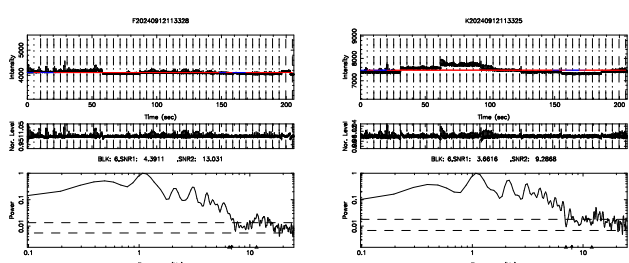 F20240912113328
Intensity
5000
4000
0
50
100
150
200
Time (sec)
Nor. Level
BLK: 6,SNR1: 4.3911 ,SNR2: 13.031
Power
1
0.1
0.01
0.1
1
10
K20240912113325
Intensity
9000
8000
7000
0
50
100
150
200
Time (sec)
Nor. Level
BLK: 6,SNR1: 3.6616 ,SNR2: 9.2668
Power
1
0.1
0.01
0.1
1
10